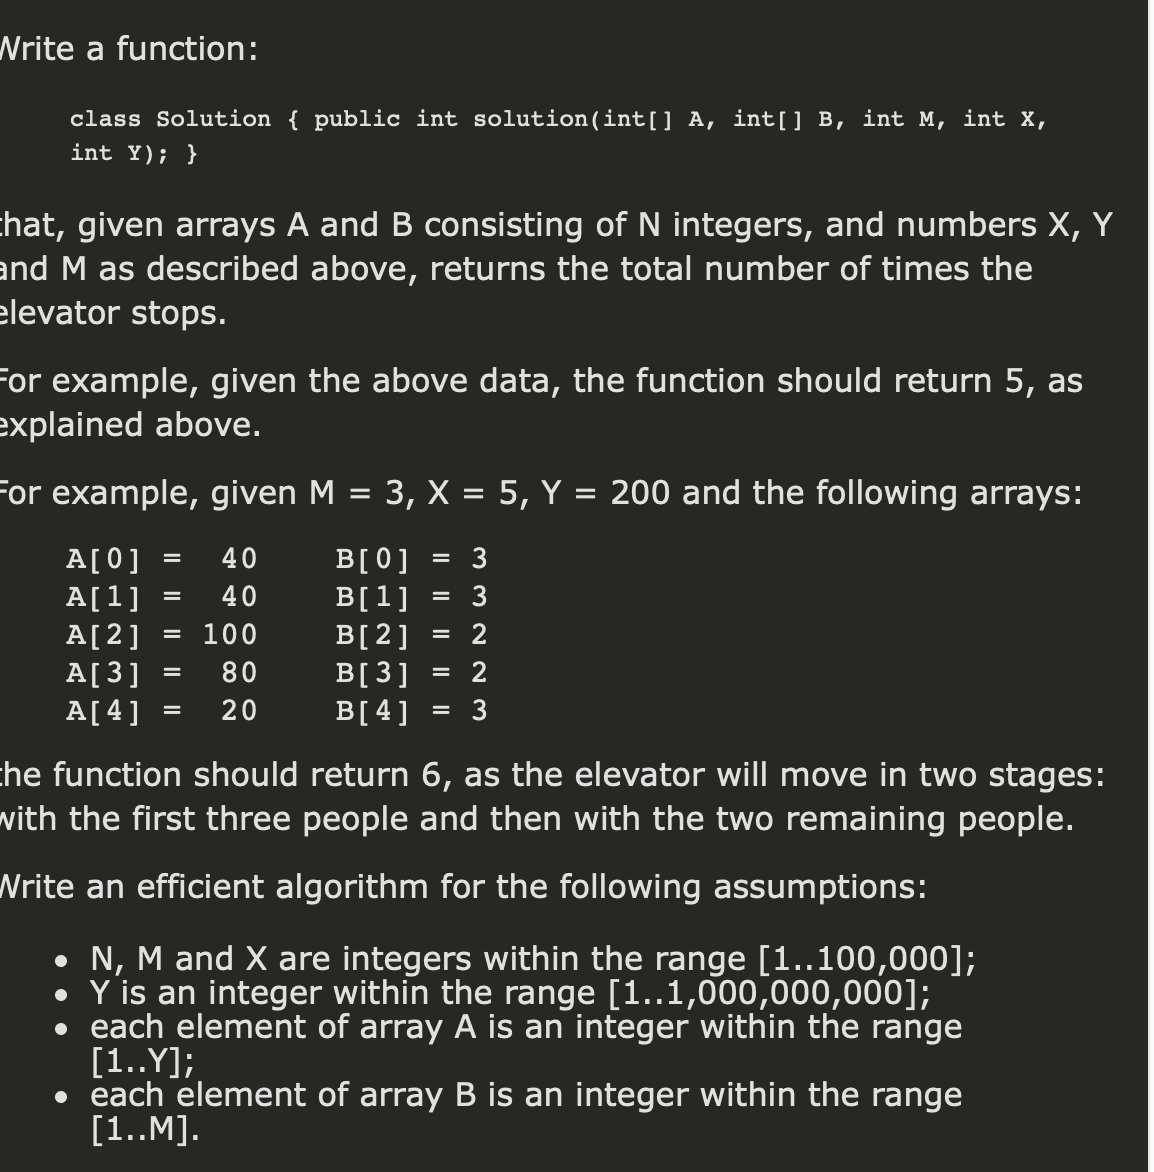 Write a function:
class Solution { public int solution(int[] A, int[] B, int M, int X,
int Y); }
that, given arrays A and B consisting of N integers, and numbers X, Y
and M as described above, returns the total number of times the
elevator stops.
For example, given the above data, the function should return 5, as
explained above.
For example, given M = 3, X = 5, Y = 200 and the following arrays:
A[0] = 40 B[0] = 3
A[1] = 40 B[1] = 3
A[2] = 100 B[2] = 2
A[3] = 80 B[3] = 2
A[4] = 20 B[4] = 3
the function should return 6, as the elevator will move in two stages:
with the first three people and then with the two remaining people.
Write an efficient algorithm for the following assumptions:
• N, M and X are integers within the range [1..100,000];
• Y is an integer within the range [1..1,000,000,000];
• each element of array A is an integer within the range
[1..Y];
• each element of array B is an integer within the range
[1..M].